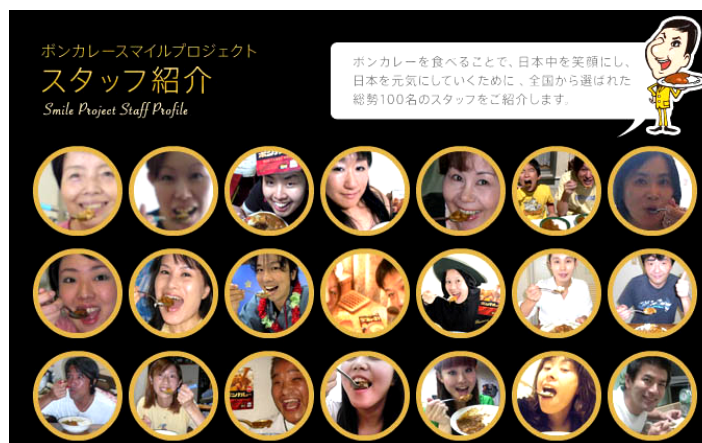 ボンカレースマイルプロジェクト
スタッフ紹介
Smile Project Staff Profile
ボンカレーを食べることで、日本中を笑顔にし、
日本を元気にしていくために、全国から選ばれた
総勢100名のスタッフをご紹介します。